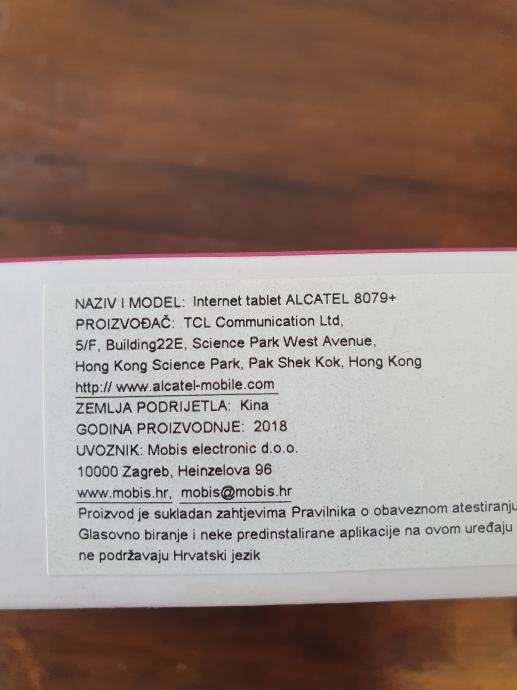 NAZIV I MODEL: Internet tablet ALCATEL 8079+
PROIZVOĐAČ: TCL Communication Ltd,
5/F, Building22E, Science Park West Avenue,
Hong Kong Science Park, Pak Shek Kok, Hong Kong
http:// www.alcatel-mobile.com
ZEMLJA PODRIJETLA: Kina
GODINA PROIZVODNJE: 2018
UVOZNIK: Mobis electronic d.o.o.
10000 Zagreb, Heinzelova 96
www.mobis.hr, mobis@mobis.hr
Proizvod je sukladan zahtjevima Pravilnika o obaveznom atestiranju
Glasovno biranje i neke predinstalirane aplikacije na ovom uređaju
ne podržavaju Hrvatski jezik